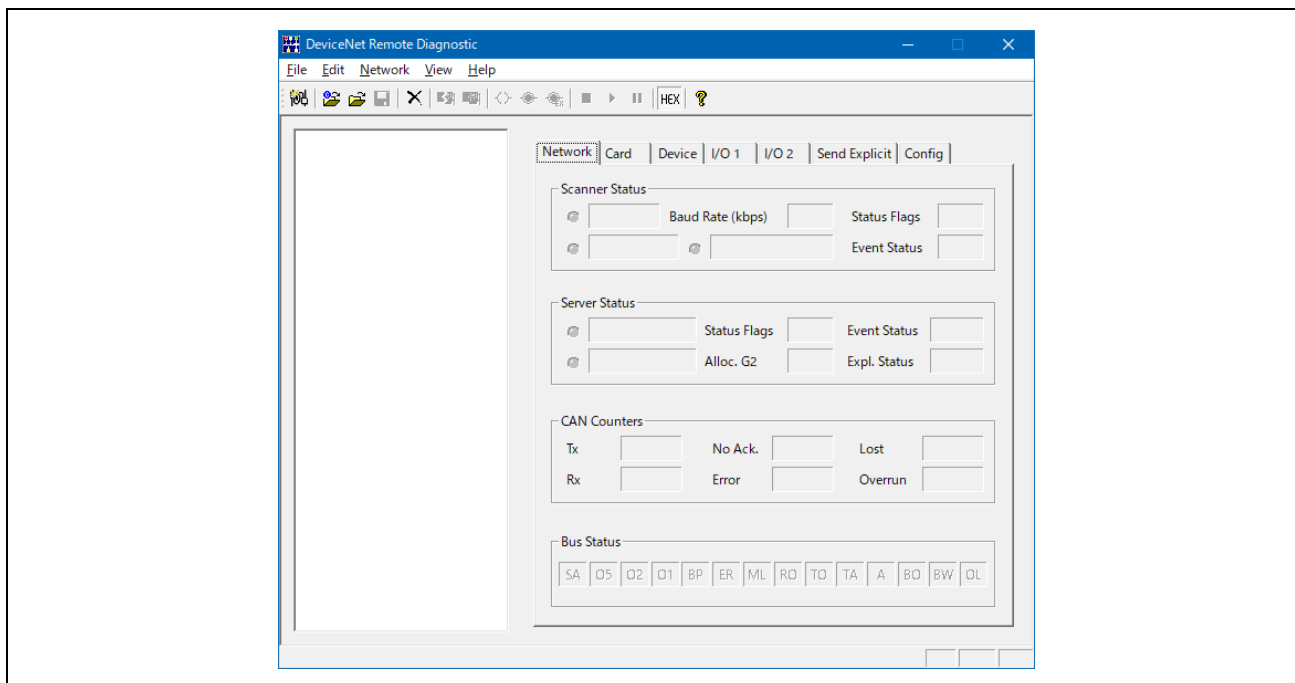 DeviceNet Remote Diagnostic
File Edit Network View Help
HEX
Network Card Device I/O 1 I/O 2 Send Explicit Config
Scanner Status
Baud Rate (kbps) Status Flags
Event Status
Server Status
Status Flags Event Status
Alloc. G2 Expl. Status
CAN Counters
Tx No Ack. Lost
Rx Error Overrun
Bus Status
SA O5 O2 O1 BP ER ML RO TO TA A BO BW OL